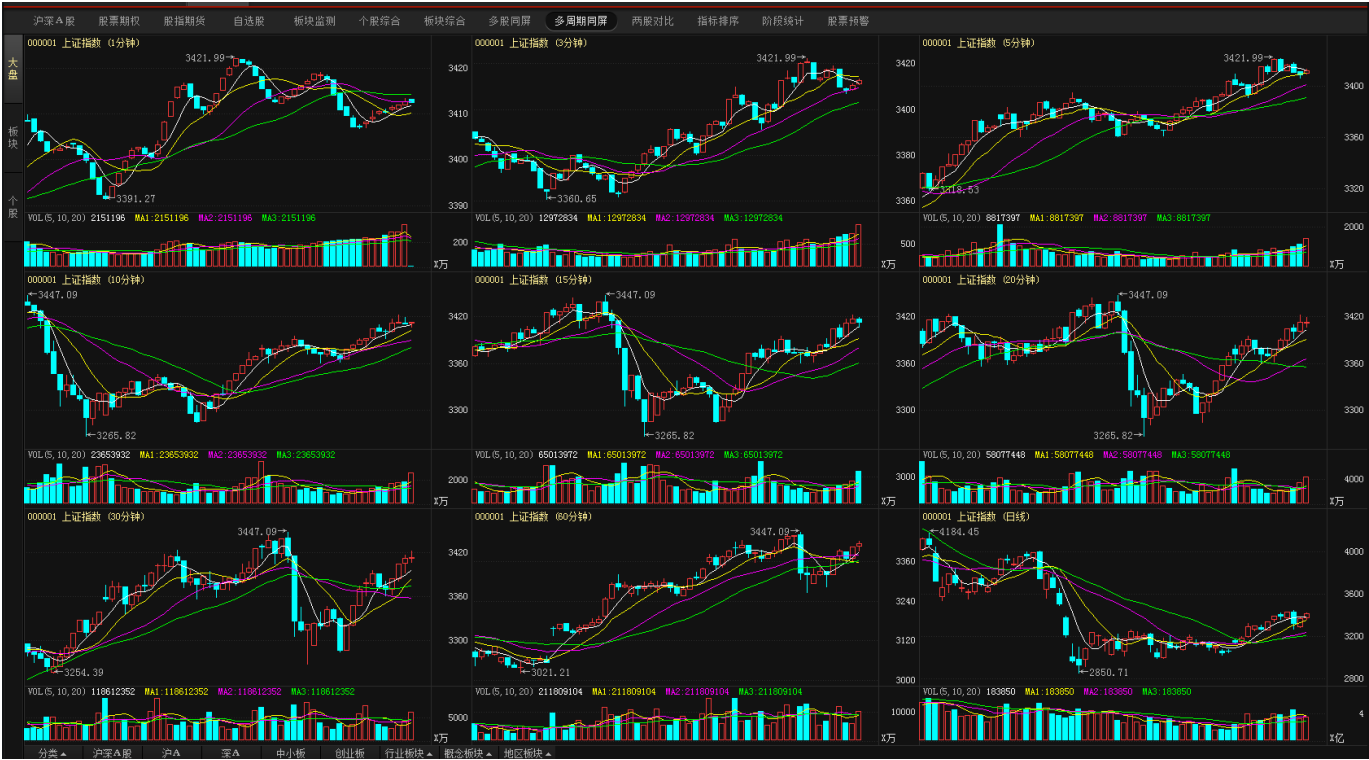 沪深A股 股票期权 股指期货 自选股 板块监测 个股综合 板块综合 多股同屏 多周期同屏 两股对比 指标排序 阶段统计 股票预警
大盘
板块
个股
000001 上证指数 (1分钟)
3421.99
3391.27
3420
3410
3400
3390
VOL(5,10,20) 2151196 MA1:2151196 MA2:2151196 MA3:2151196
200
X万
000001 上证指数 (3分钟)
3421.99
3360.65
3420
3400
3380
3360
VOL(5,10,20) 12972834 MA1:12972834 MA2:12972834 MA3:12972834
500
X万
000001 上证指数 (5分钟)
3421.99
3318.53
3400
3360
3320
VOL(5,10,20) 8817397 MA1:8817397 MA2:8817397 MA3:8817397
2000
X万
000001 上证指数 (10分钟)
3447.09
3265.82
3420
3360
3300
VOL(5,10,20) 23653932 MA1:23653932 MA2:23653932 MA3:23653932
2000
X万
000001 上证指数 (15分钟)
3447.09
3265.82
3420
3360
3300
VOL(5,10,20) 65013972 MA1:65013972 MA2:65013972 MA3:65013972
3000
X万
000001 上证指数 (20分钟)
3447.09
3265.82
3420
3360
3300
VOL(5,10,20) 58077448 MA1:58077448 MA2:58077448 MA3:58077448
4000
X万
000001 上证指数 (30分钟)
3447.09
3254.39
3420
3360
3300
VOL(5,10,20) 118612352 MA1:118612352 MA2:118612352 MA3:118612352
5000
X万
000001 上证指数 (60分钟)
3447.09
3021.21
3360
3240
3120
3000
VOL(5,10,20) 211809104 MA1:211809104 MA2:211809104 MA3:211809104
10000
X万
000001 上证指数 (日线)
4184.45
2850.71
4000
3600
3200
2800
VOL(5,10,20) 183850 MA1:183850 MA2:183850 MA3:183850
4
X亿
分类 沪深A股 沪A 深A 中小板 创业板 行业板块 概念板块 地区板块